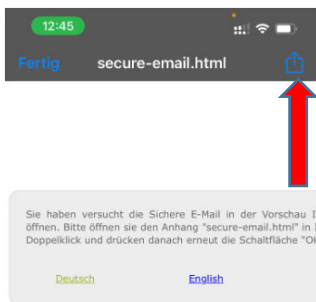 12:45
Fertig secure-email.html
Sie haben versucht die Sichere E-Mail in der Vorschau
öffnen. Bitte öffnen sie den Anhang "secure-email.html" in
Doppelklick und drücken danach erneut die Schaltfläche
Deutsch English